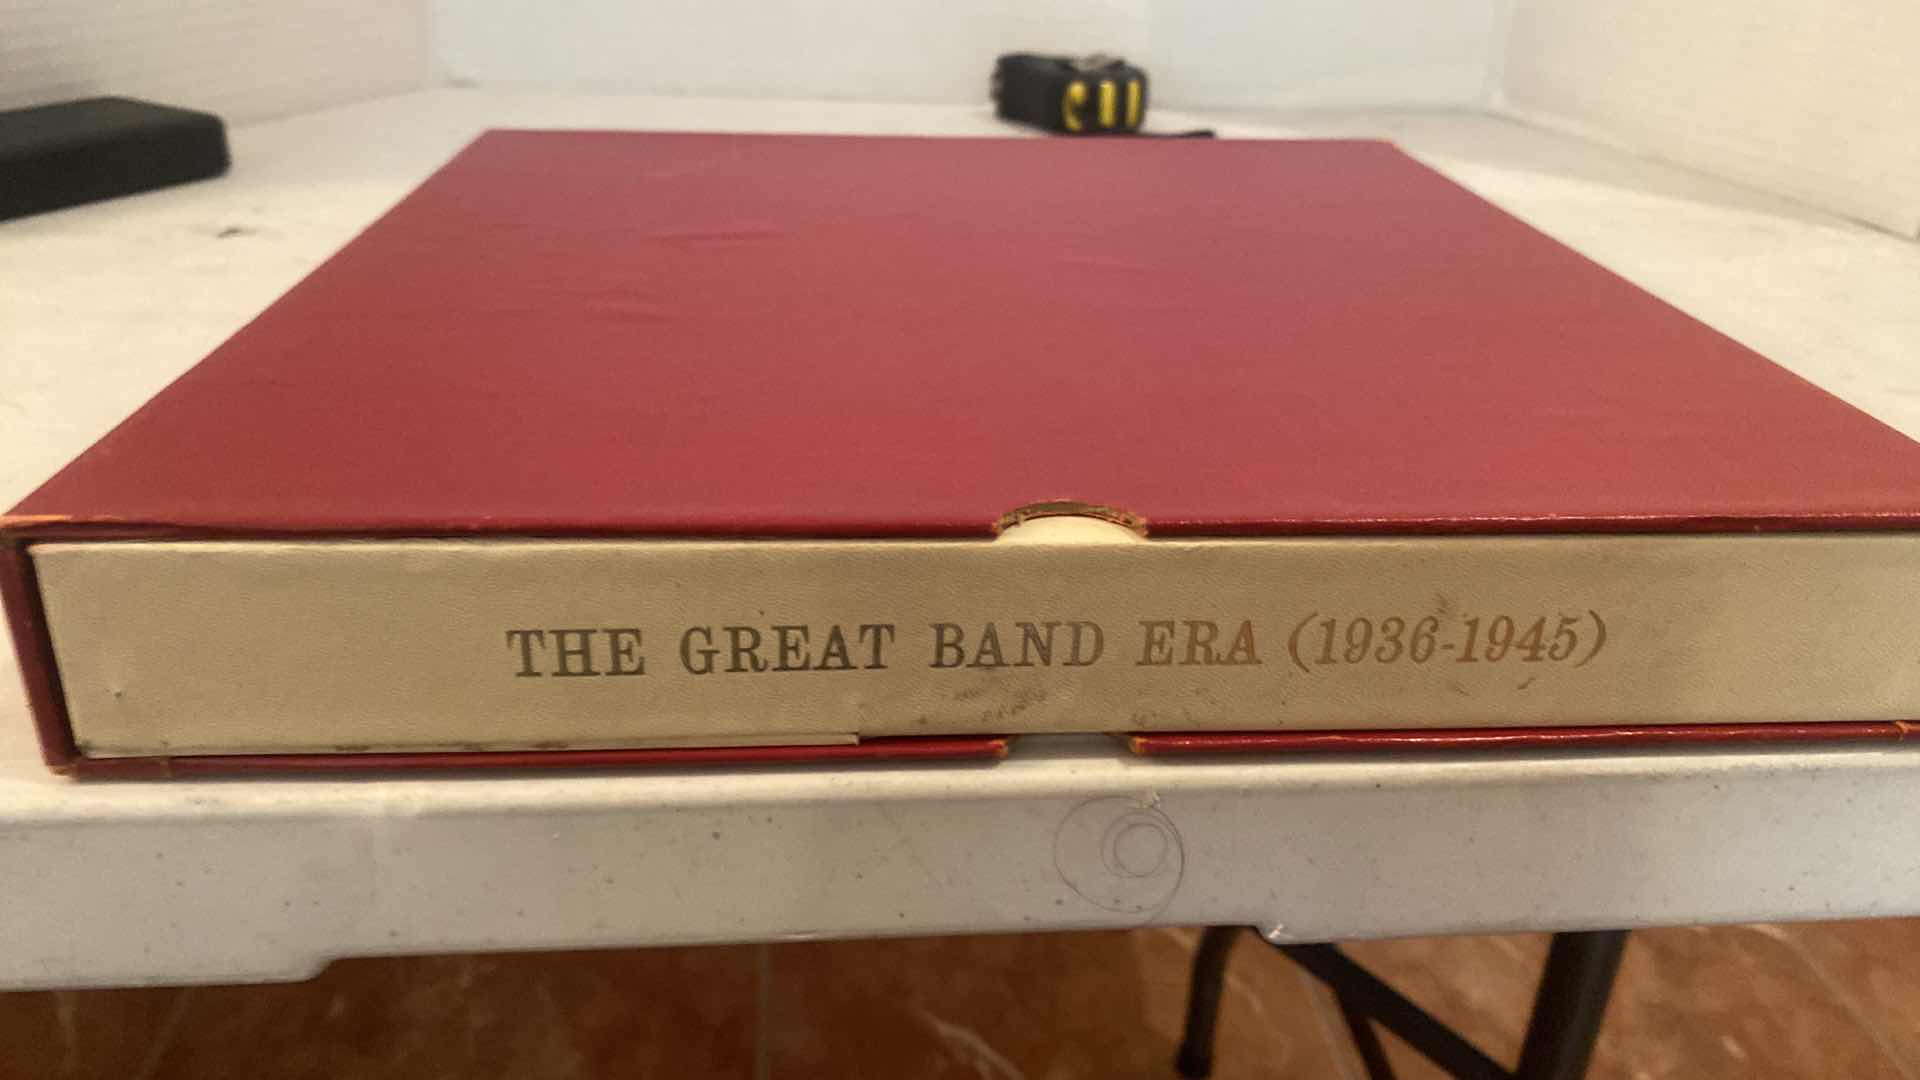 THE GREAT BAND ERA (1936-1945)